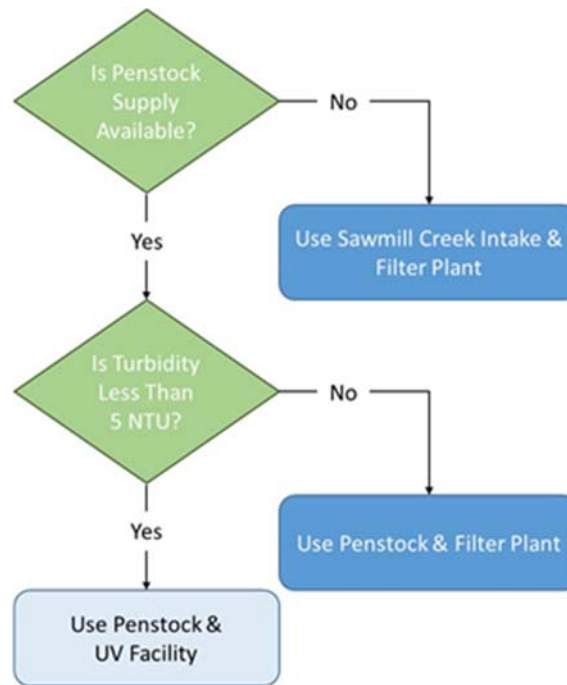 Is Penstock
Supply
Available?
No
Use Sawmill Creek Intake &
Filter Plant
Yes
Is Turbidity
Less Than
5 NTU?
No
Use Penstock & Filter Plant
Yes
Use Penstock &
UV Facility